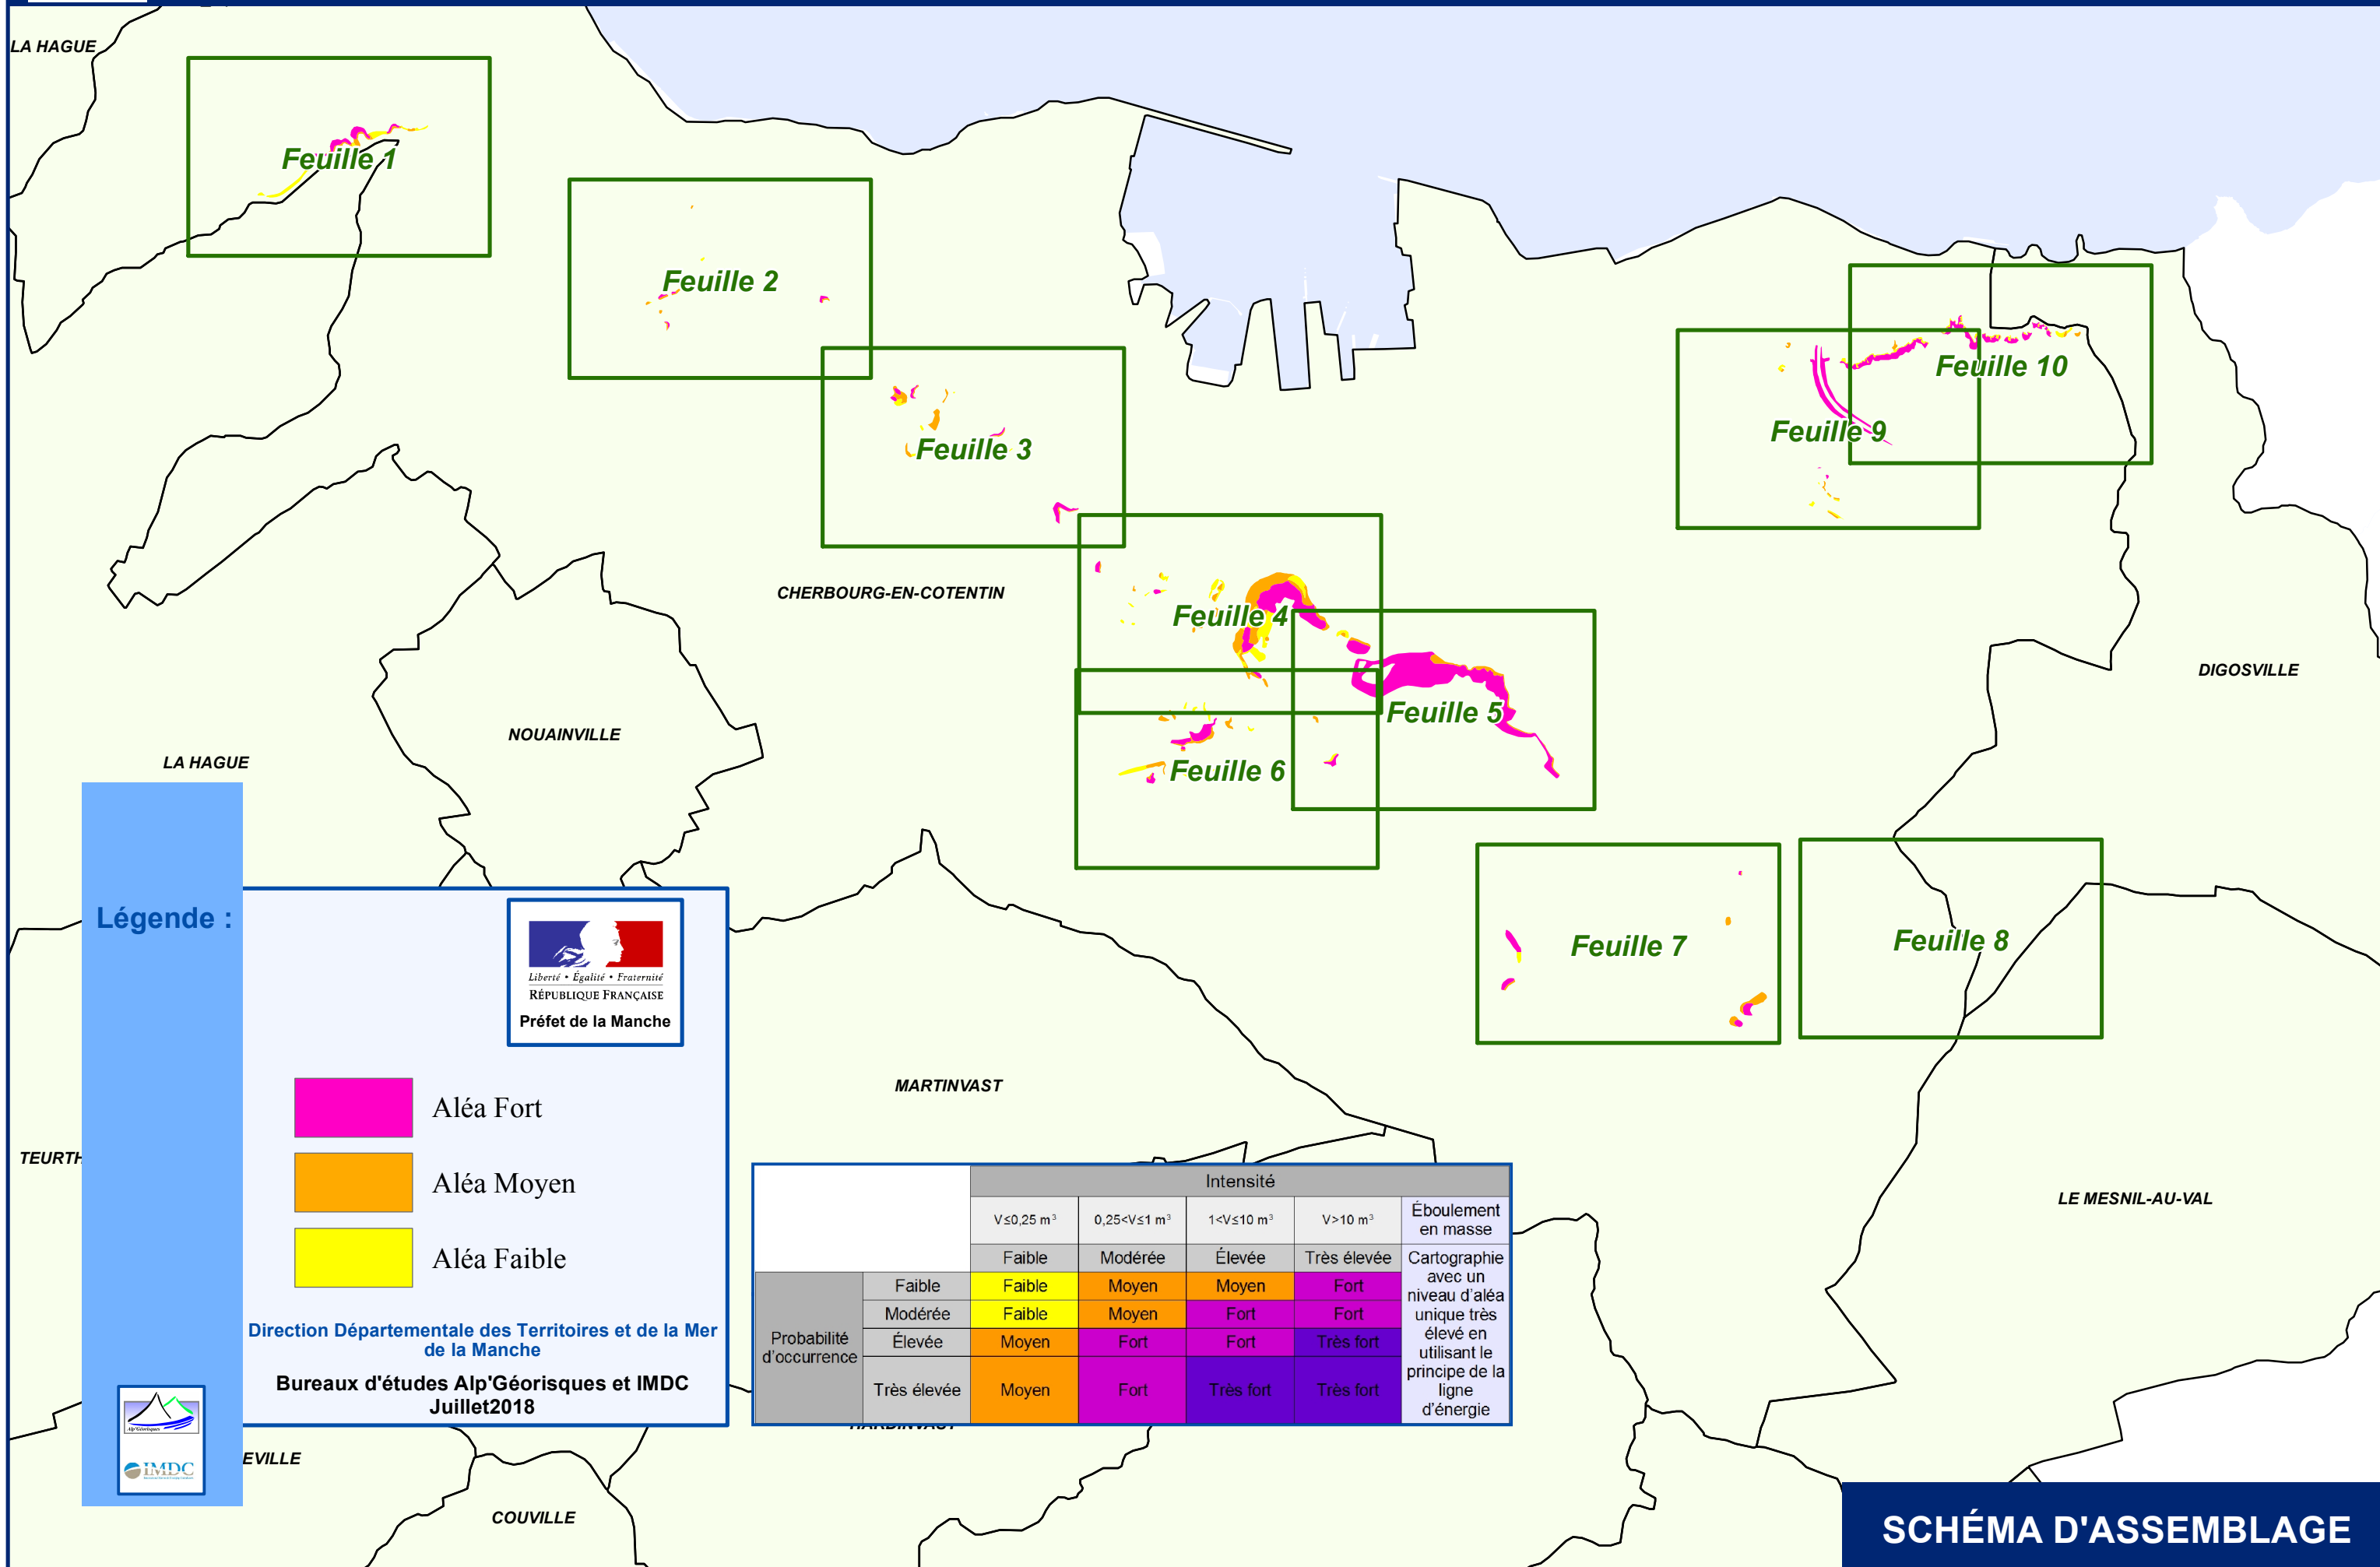 LA HAGUE
Feuille 1
Feuille 2
Feuille 3
Feuille 10
Feuille 9
CHERBOURG-EN-COTENTIN
Feuille 4
DIGOSVILLE
Feuille 5
NOUAINVILLE
LA HAGUE
Feuille 6
Légende :
Feuille 7
Feuille 8
Liberté • Égalité • Fraternité
RÉPUBLIQUE FRANÇAISE
Préfet de la Manche
MARTINVAST
Aléa Fort
TEURTH
Aléa Moyen
LE MESNIL-AU-VAL
Aléa Faible
Direction Départementale des Territoires et de la Mer
de la Manche
Bureaux d'études Alp'Géorisques et IMDC
Juillet2018
Alp'Géorisques
IMDC
Intensité
V≤0,25 m³ 0,25<V≤1 m³ 1<V≤10 m³ V>10 m³ Éboulement
en masse
Faible Modérée Élevée Très élevée Cartographie
avec un
niveau d'aléa
unique très
élevé en
utilisant le
principe de la
ligne
d'énergie
Probabilité
d'occurrence
Faible Faible Moyen Moyen Fort
Modérée Faible Moyen Fort Fort
Élevée Moyen Fort Fort Très fort
Très élevée Moyen Fort Très fort Très fort
HARDINVAST
EVILLE
COUVILLE
SCHÉMA D'ASSEMBLAGE